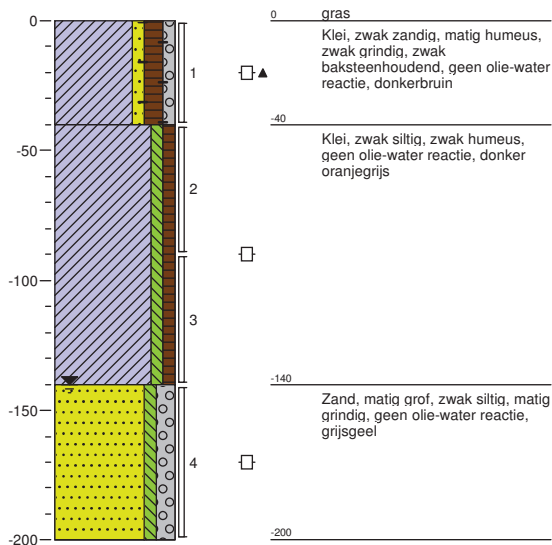 0
-50
-100
-150
-200
1
2
3
4
0
gras
Klei, zwak zandig, matig humeus,
zwak grindig, zwak
baksteenhoudend, geen olie-water
reactie, donkerbruin
-40
Klei, zwak siltig, zwak humeus,
geen olie-water reactie, donker
oranjegrijs
-140
Zand, matig grof, zwak siltig, matig
grindig, geen olie-water reactie,
grijsgeel
-200